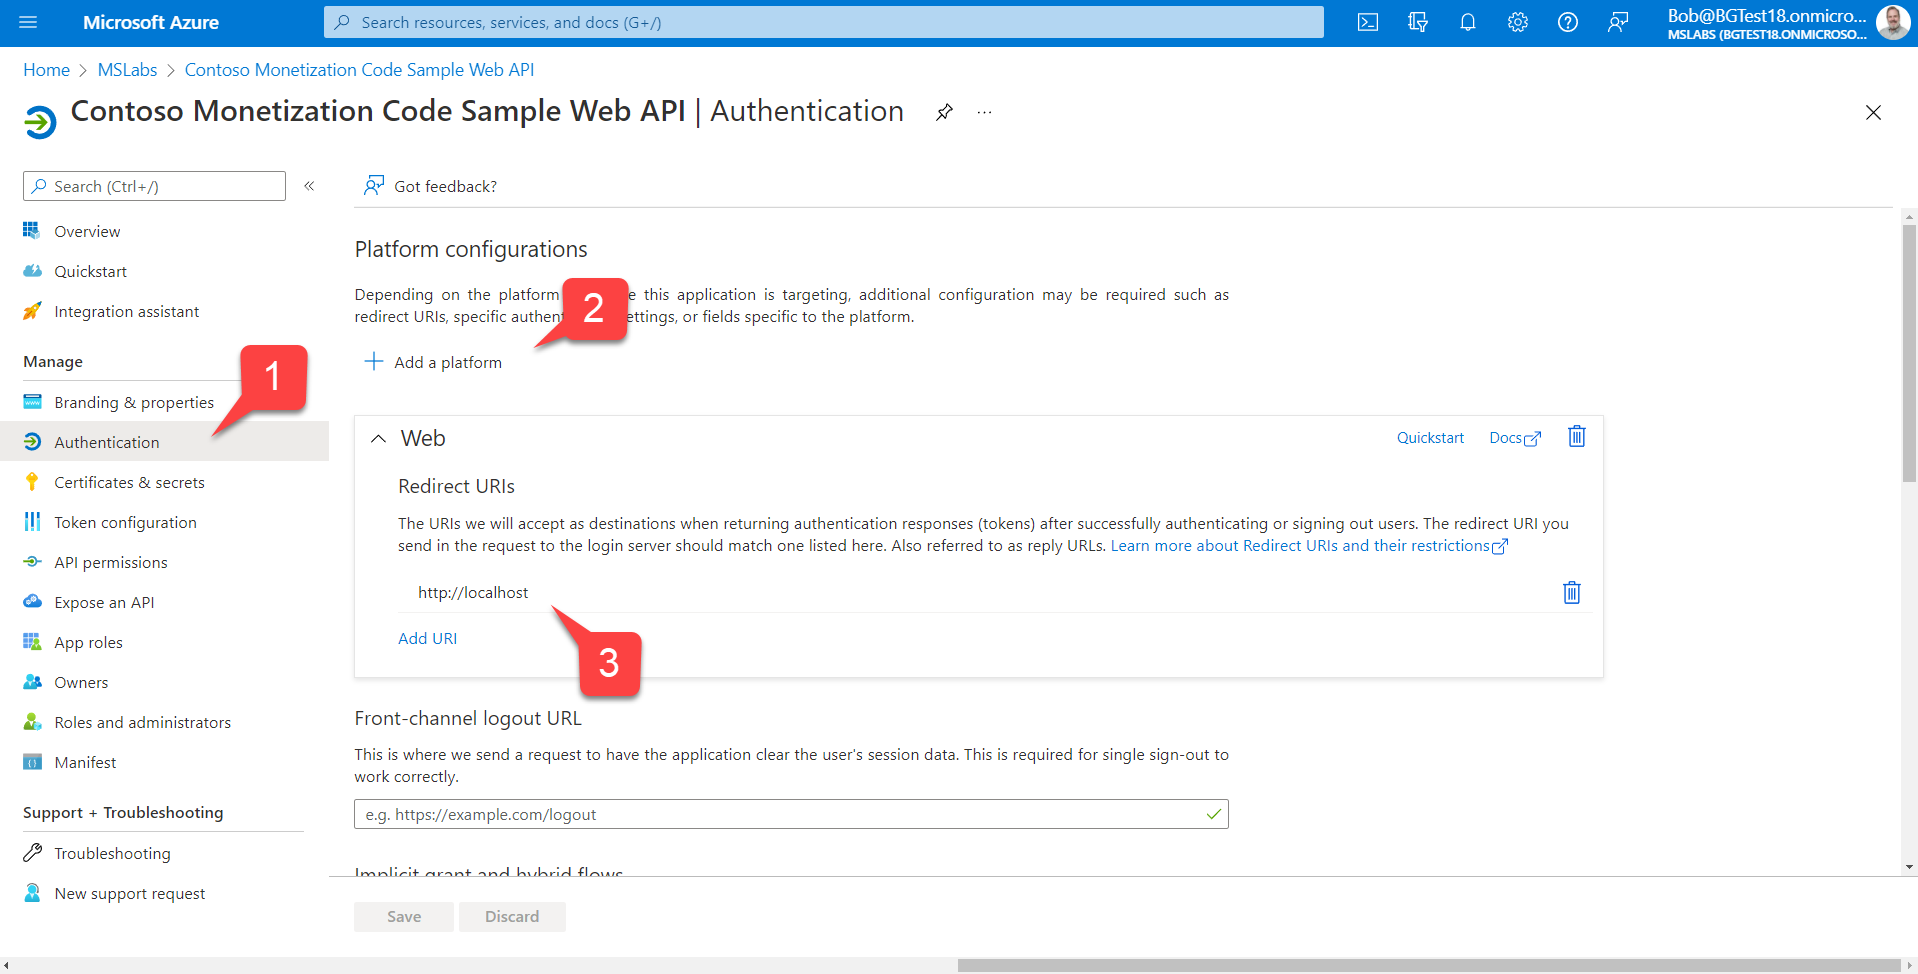 Microsoft Azure
Search resources, services, and docs (G+/)
Bob@BGTest18.onmicro...
MSLABS (BGTEST18.ONMICROSO...
Home > MSLabs > Contoso Monetization Code Sample Web API
Contoso Monetization Code Sample Web API | Authentication
Search (Ctrl+/)
Got feedback?
Overview
Quickstart
Integration assistant
Manage
Branding & properties
Authentication
Certificates & secrets
Token configuration
API permissions
Expose an API
App roles
Owners
Roles and administrators
Manifest
Support + Troubleshooting
Troubleshooting
New support request
1
Platform configurations
Depending on the platform this application is targeting, additional configuration may be required such as
redirect URIs, specific ettings, or fields specific to the platform.
2
Add a platform
Web
Quickstart
Docs
Redirect URIs
The URIs we will accept as destinations when returning authentication responses (tokens) after successfully authenticating or signing out users. The redirect URI you
send in the request to the login server should match one listed here. Also referred to as reply URLs. Learn more about Redirect URIs and their restrictions
http://localhost
Add URI
3
Front-channel logout URL
This is where we send a request to have the application clear the user's session data. This is required for single sign-out to
work correctly.
e.g. https://example.com/logout
Implicit grant and hybrid flows
Save
Discard